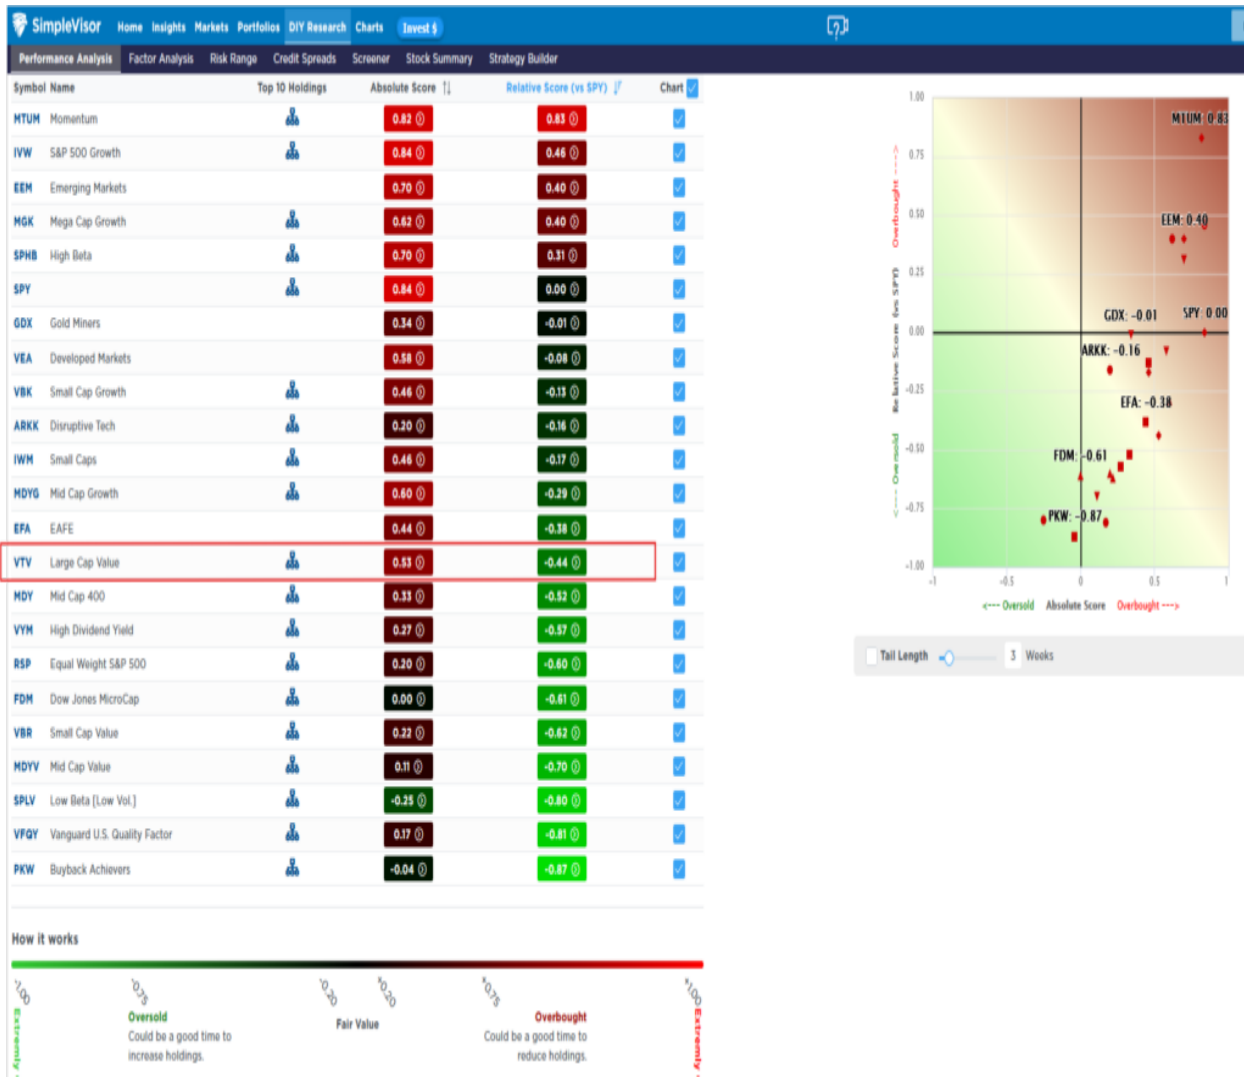 SimpleVisor Home Insights Markets Portfolios DIY Research Charts Invest $
Performance Analysis Factor Analysis Risk Range Credit Spreads Screener Stock Summary Strategy Builder
Symbol Name Top 10 Holdings Absolute Score Relative Score (vs SPY) Chart
MTUM Momentum 0.82 0.83
IVW S&P 500 Growth 0.84 0.46
EEM Emerging Markets 0.70 0.40
MGK Mega Cap Growth 0.62 0.40
SPHB High Beta 0.70 0.31
SPY 0.84 0.00
GDX Gold Miners 0.34 -0.01
VEA Developed Markets 0.58 -0.08
VBK Small Cap Growth 0.46 -0.13
ARKK Disruptive Tech 0.20 -0.16
IWM Small Caps 0.46 -0.17
MDYG Mid Cap Growth 0.60 -0.29
EFA EAFE 0.44 -0.38
VTV Large Cap Value 0.53 -0.44
MDY Mid Cap 400 0.33 -0.52
VYM High Dividend Yield 0.27 -0.57
RSP Equal Weight S&P 500 0.20 -0.60
FDM Dow Jones MicroCap 0.00 -0.61
VBR Small Cap Value 0.22 -0.62
MDYV Mid Cap Value 0.11 -0.70
SPLV Low Beta [Low Vol.] -0.25 -0.80
VFQY Vanguard U.S. Quality Factor 0.17 -0.81
PKW Buyback Achievers -0.04 -0.87
How it works
-1.00 -0.75 -0.20 +0.20 +0.75 +1.00
Extremly
Oversold
Could be a good time to
increase holdings.
Fair Value
Overbought
Could be a good time to
reduce holdings.
Extremly
1.00
0.75
0.50
0.25
0.00
-0.25
-0.50
-0.75
-1.00
<--- Oversold Relative Score (vs SPY) Overbought --->
MTUM: 0.83
EEM: 0.40
GDX: -0.01
SPY: 0.00
ARKK: -0.16
EFA: -0.38
FDM: -0.61
PKW: -0.87
-1 -0.5 0 0.5 1
<--- Oversold Absolute Score Overbought --->
Tail Length 3 Weeks